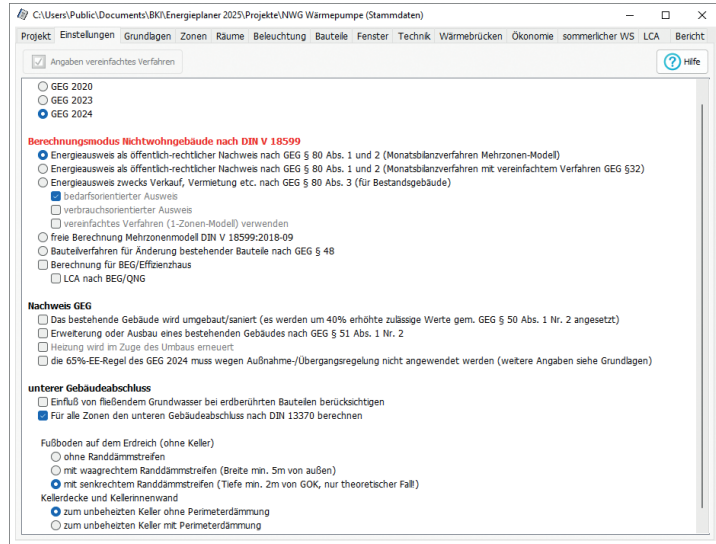 C:\Users\Public\Documents\BKI\Energieplaner 2025\Projekte\NWG Wärmepumpe (Stammdaten)
Projekt Einstellungen Grundlagen Zonen Räume Beleuchtung Bauteile Fenster Technik Wärmebrücken Ökonomie sommerlicher WS LCA Bericht
Angaben vereinfachtes Verfahren
? Hilfe
GEG 2020
GEG 2023
GEG 2024
Berechnungsmodus Nichtwohngebäude nach DIN V 18599
Energieausweis als öffentlich-rechtlicher Nachweis nach GEG § 80 Abs. 1 und 2 (Monatsbilanzverfahren Mehrzonen-Modell)
Energieausweis als öffentlich-rechtlicher Nachweis nach GEG § 80 Abs. 1 und 2 (Monatsbilanzverfahren mit vereinfachtem Verfahren GEG §32)
Energieausweis zwecks Verkauf, Vermietung etc. nach GEG § 80 Abs. 3 (für Bestandsgebäude)
bedarfsorientierter Ausweis
verbrauchsorientierter Ausweis
vereinfachtes Verfahren (1-Zonen-Modell) verwenden
freie Berechnung Mehrzonenmodell DIN V 18599:2018-09
Bauteilverfahren für Änderung bestehender Bauteile nach GEG § 48
Berechnung für BEG/Effizienzhaus
LCA nach BEG/QNG
Nachweis GEG
Das bestehende Gebäude wird umgebaut/saniert (es werden um 40% erhöhte zulässige Werte gem. GEG § 50 Abs. 1 Nr. 2 angesetzt)
Erweiterung oder Ausbau eines bestehenden Gebäudes nach GEG § 51 Abs. 1 Nr. 2
Heizung wird im Zuge des Umbaus erneuert
die 65%-EE-Regel des GEG 2024 muss wegen Außnahme-/Übergangsregelung nicht angewendet werden (weitere Angaben siehe Grundlagen)
unterer Gebäudeabschluss
Einfluß von fließendem Grundwasser bei erdberührten Bauteilen berücksichtigen
Für alle Zonen den unteren Gebäudeabschluss nach DIN 13370 berechnen
Fußboden auf dem Erdreich (ohne Keller)
ohne Randdämmstreifen
mit waagrechtem Randdämmstreifen (Breite min. 5m von außen)
mit senkrechtem Randdämmstreifen (Tiefe min. 2m von GOK, nur theoretischer Fall!)
Kellerdecke und Kellerinnenwand
zum unbeheizten Keller ohne Perimeterdämmung
zum unbeheizten Keller mit Perimeterdämmung